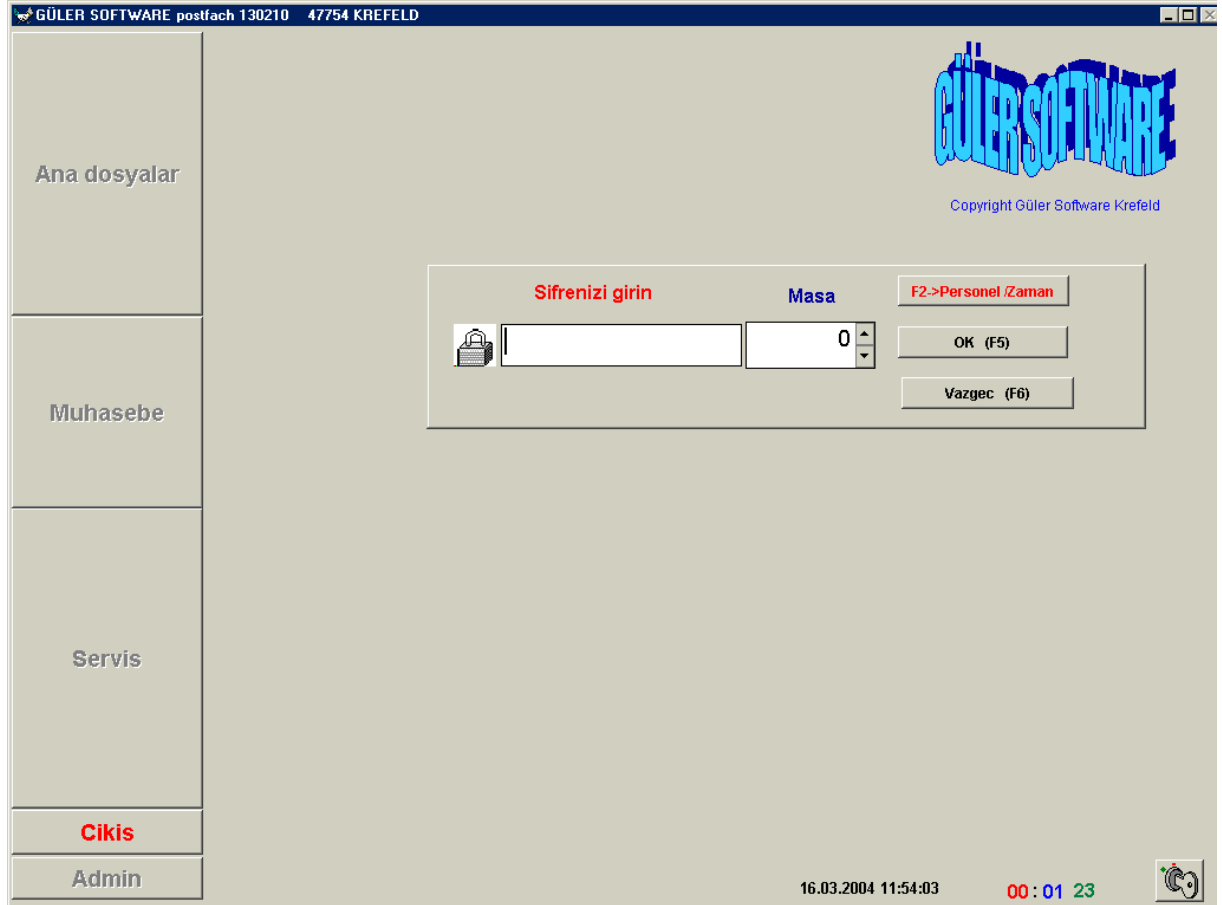 GÜLER SOFTWARE postfach 130210 47754 KREFELD
GÜLER SOFTWARE
Copyright Güler Software Krefeld
Ana dosyalar
Muhasebe
Servis
Cikis
Admin
Sifrenizi girin
Masa
0
F2->Personel /Zaman
OK (F5)
Vazgec (F6)
16.03.2004 11:54:03
00 : 01 23